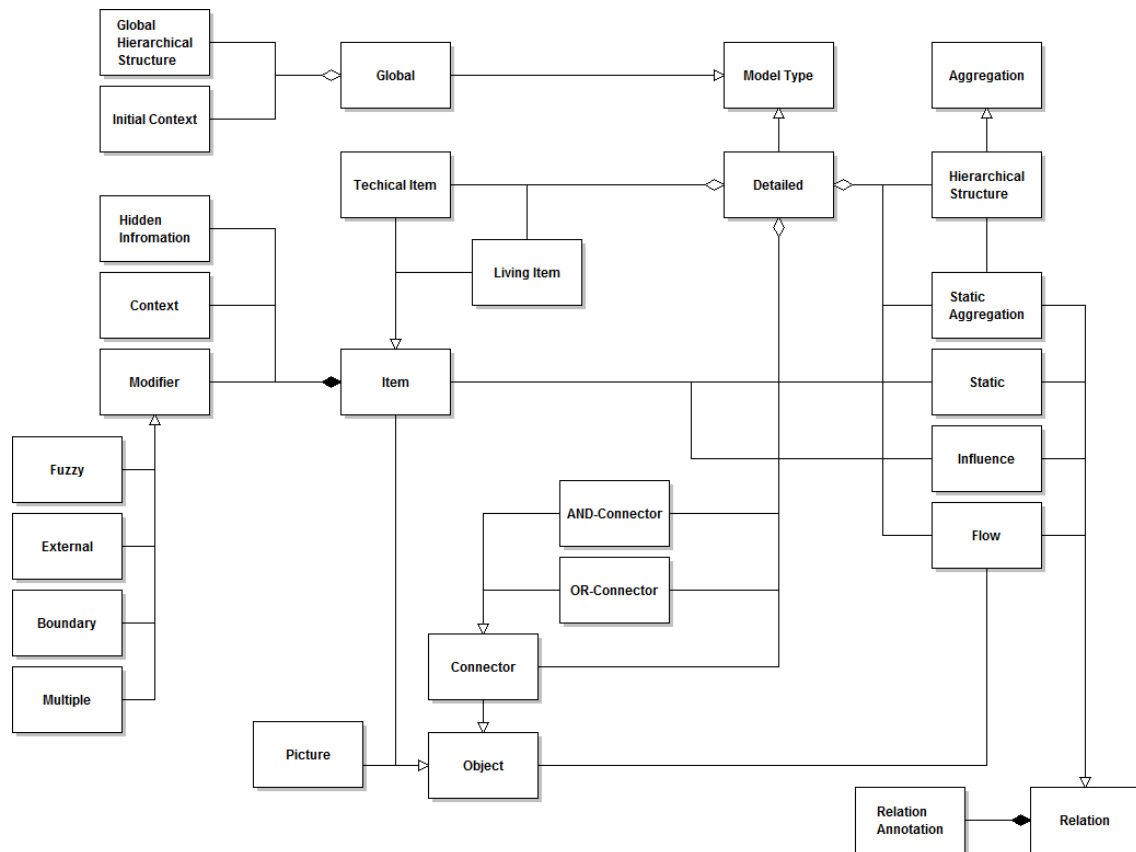 Global
Hierarchical
Structure
Global
Model Type
Aggregation
Initial Context
Techical Item
Detailed
Hierarchical
Structure
Hidden
Infromation
Living Item
Context
Static
Aggregation
Modifier
Item
Static
Fuzzy
Influence
AND-Connector
External
Flow
OR-Connector
Boundary
Connector
Multiple
Picture
Object
Relation
Annotation
Relation